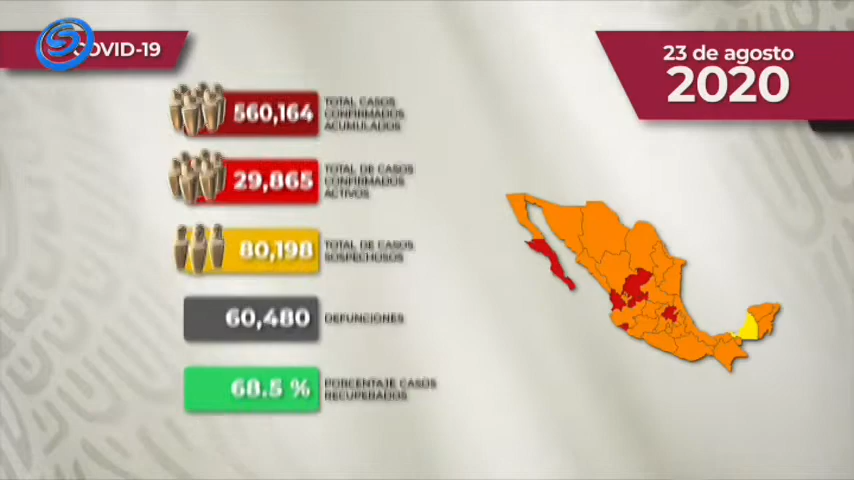 COVID-19
23 de agosto
2020
560,164
TOTAL CASOS
CONFIRMADOS
ACUMULADOS
29,865
TOTAL DE CASOS
CONFIRMADOS
ACTIVOS
80,198
TOTAL DE CASOS
SOSPECHOSOS
60,480
DEFUNCIONES
68.5 %
PORCENTAJE CASOS
RECUPERADOS